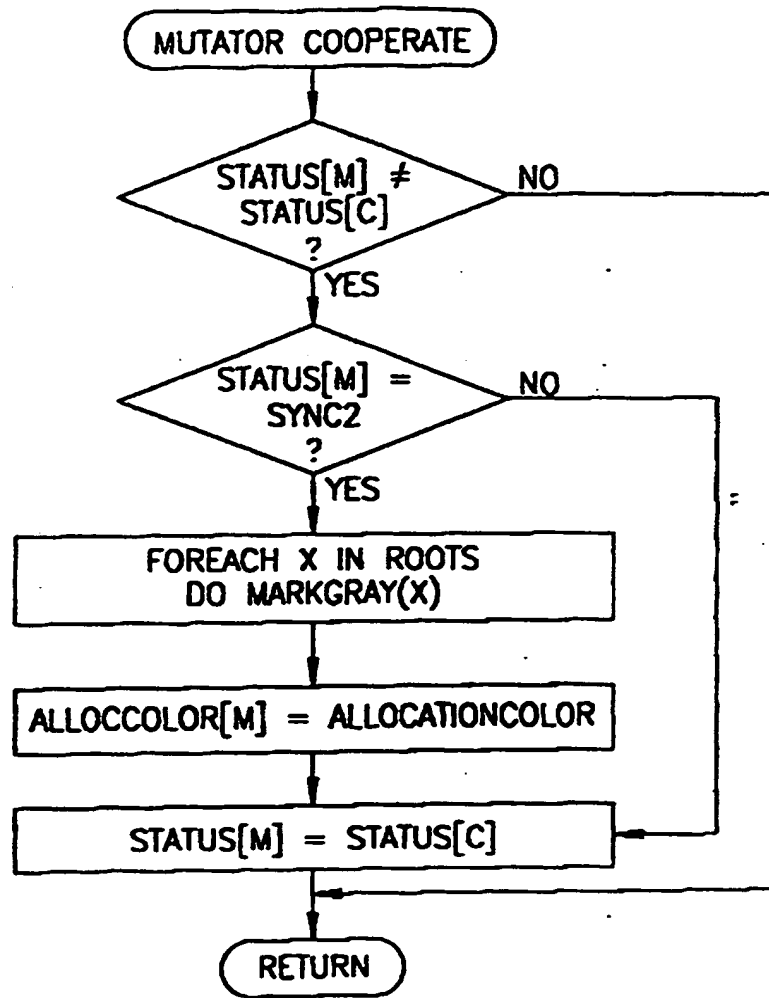 MUTATOR COOPERATE
STATUS[M] ≠
STATUS[C]
?
NO
YES
STATUS[M] =
SYNC2
?
NO
YES
FOREACH X IN ROOTS
DO MARKGRAY(X)
ALLOCCOLOR[M] = ALLOCATIONCOLOR
STATUS[M] = STATUS[C]
RETURN